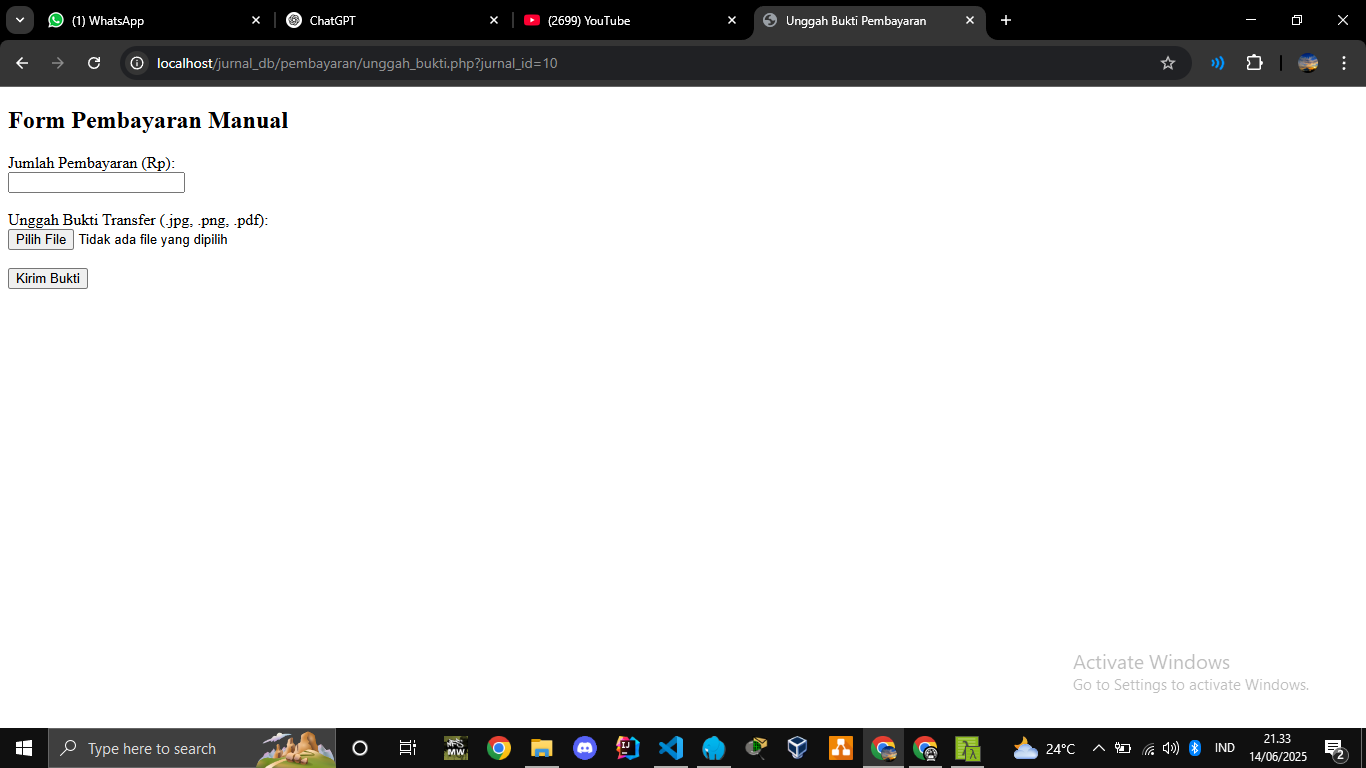 (1) WhatsApp
ChatGPT
(2699) YouTube
Unggah Bukti Pembayaran
localhost/jurnal_db/pembayaran/unggah_bukti.php?jurnal_id=10
Form Pembayaran Manual
Jumlah Pembayaran (Rp):
Unggah Bukti Transfer (.jpg, .png, .pdf):
Pilih File Tidak ada file yang dipilih
Kirim Bukti
Activate Windows
Go to Settings to activate Windows.
Type here to search
MW
IJ
24°C
IND
21.33
14/06/2025
2